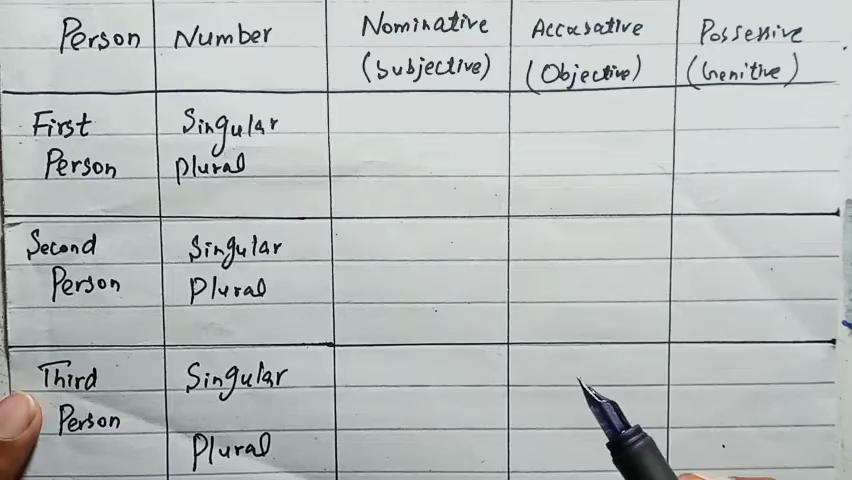 Person Number Nominative Accusative Possessive
(Subjective) (Objective) (Genitive)
First Singular
Person Plural
Second Singular
Person Plural
Third Singular
Person
Plural